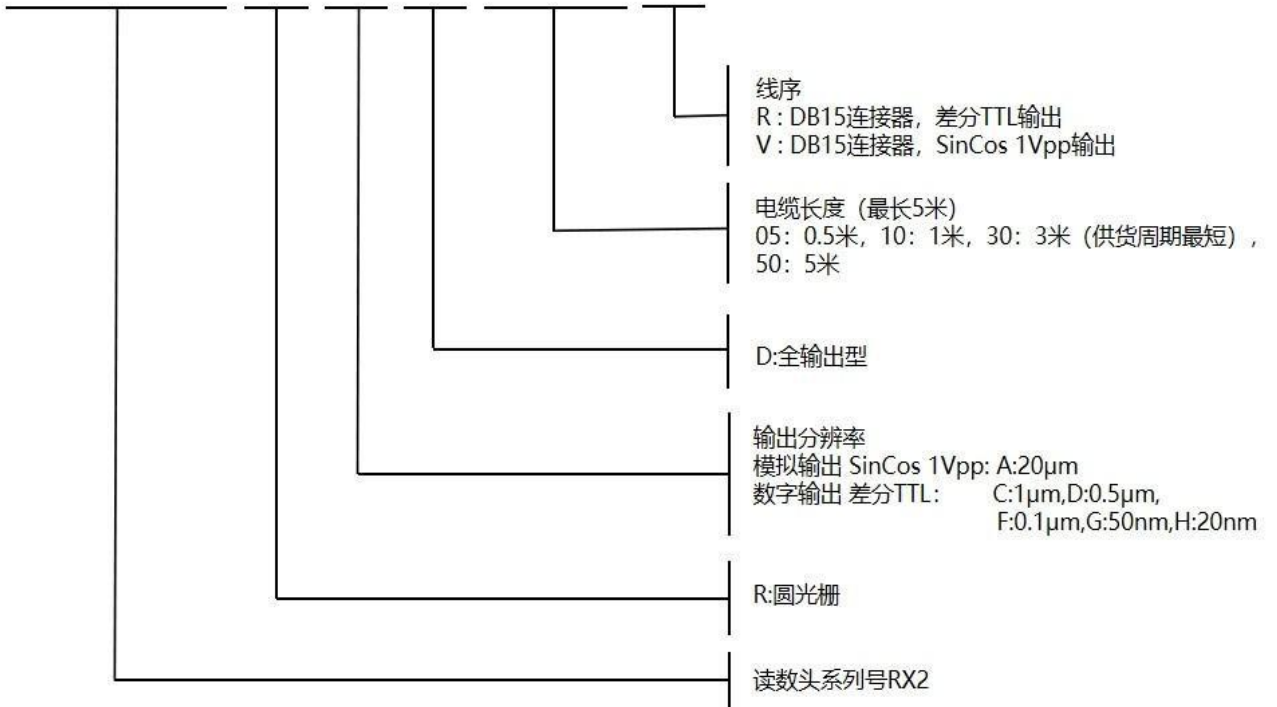 线序
R : DB15连接器，差分TTL输出
V : DB15连接器，SinCos 1Vpp输出
电缆长度（最长5米）
05：0.5米，10：1米，30：3米（供货周期最短），
50：5米
D:全输出型
输出分辨率
模拟输出 SinCos 1Vpp: A:20μm
数字输出 差分TTL： C:1μm,D:0.5μm,
F:0.1μm,G:50nm,H:20nm
R:圆光栅
读数头系列号RX2